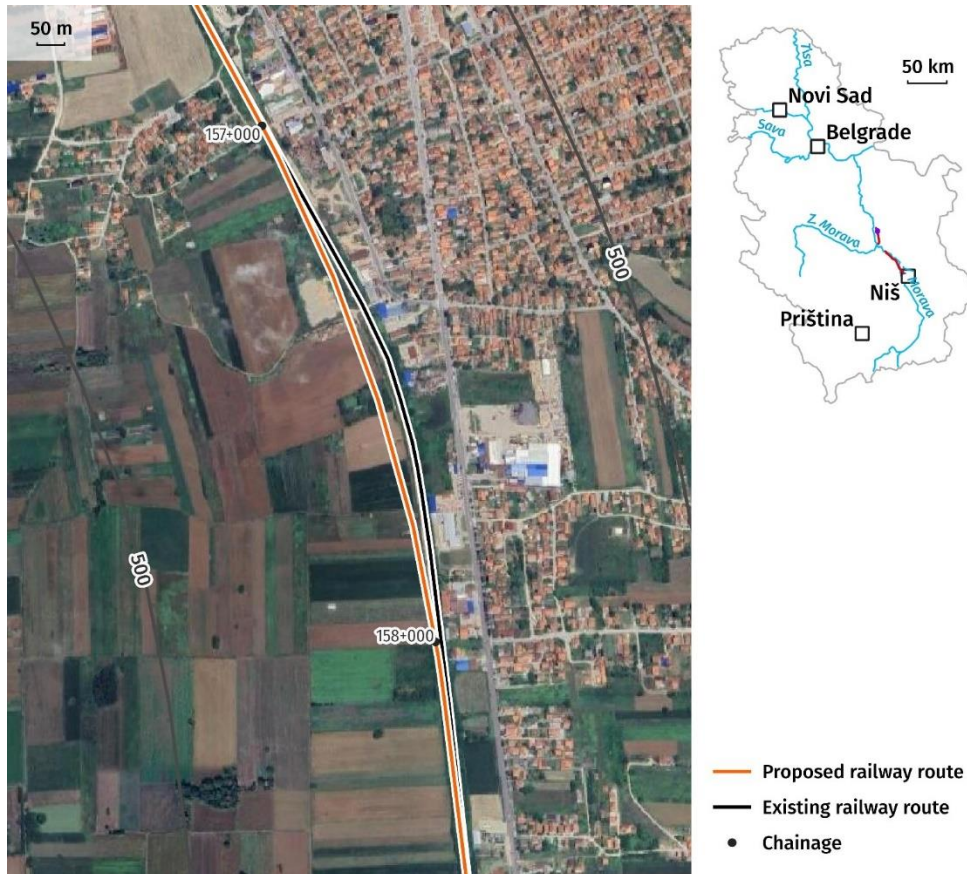 50 m
157+000
500
500
158+000
Tisa
50 km
Novi Sad
Sava
Belgrade
Z. Morava
Niš
Morava
Priština
Proposed railway route
Existing railway route
Chainage